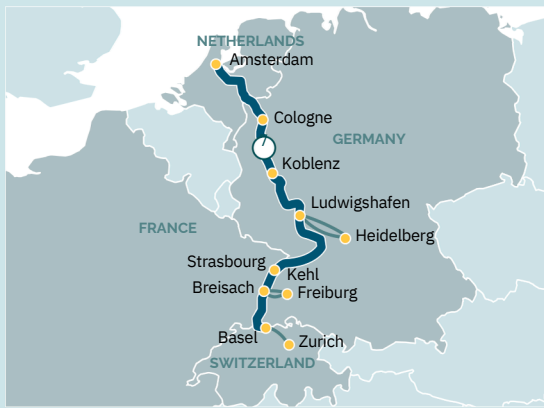 NETHERLANDS
Amsterdam
Cologne
GERMANY
Koblenz
Ludwigshafen
FRANCE
Heidelberg
Strasbourg
Kehl
Breisach
Freiburg
Basel
Zurich
SWITZERLAND